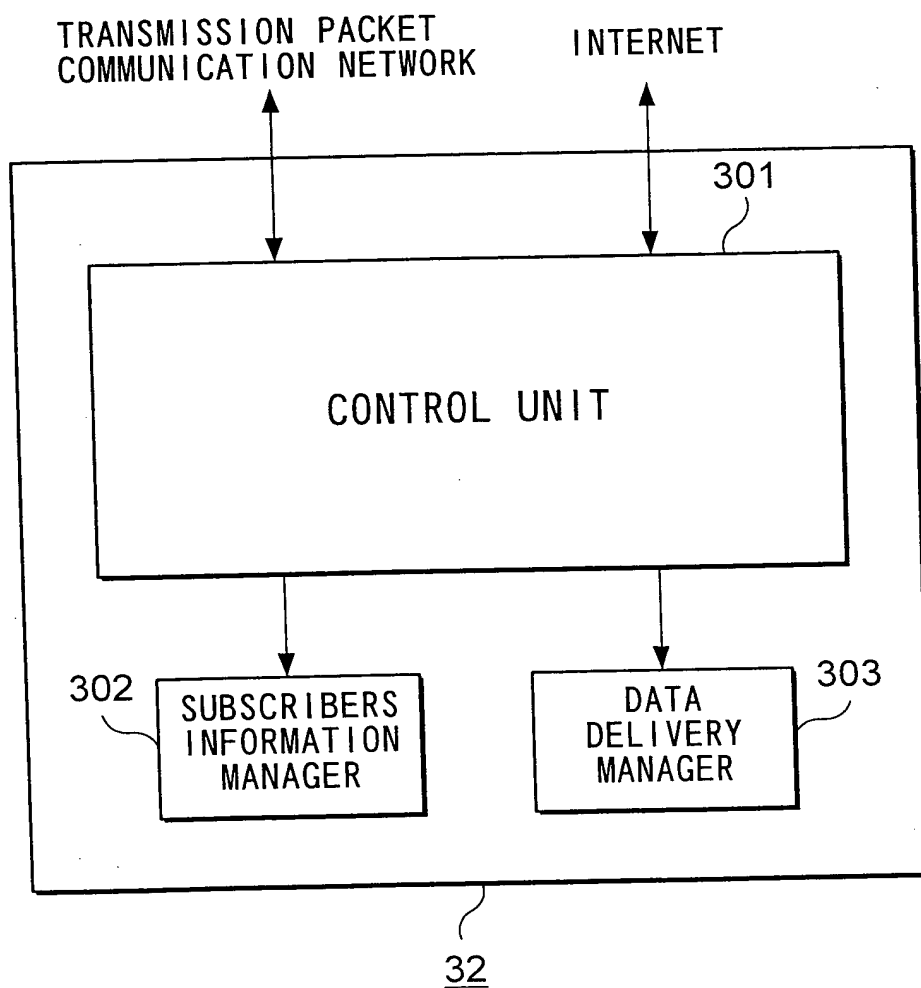 TRANSMISSION PACKET
COMMUNICATION NETWORK
INTERNET
301
CONTROL UNIT
302
SUBSCRIBERS
INFORMATION
MANAGER
DATA
DELIVERY
MANAGER
303
32